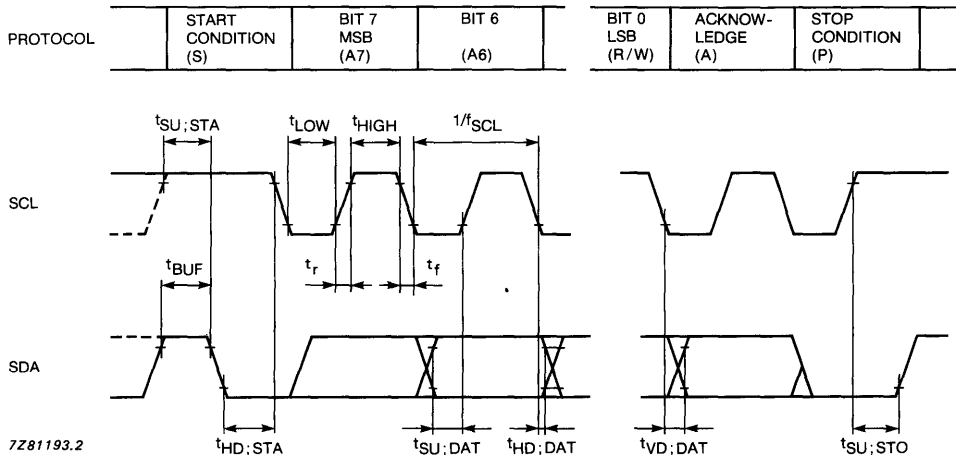 PROTOCOL
START
CONDITION
(S)
BIT 7
MSB
(A7)
BIT 6
(A6)
BIT 0
LSB
(R/W)
ACKNOW-
LEDGE
(A)
STOP
CONDITION
(P)
tSU;STA
tLOW
tHIGH
1/fSCL
SCL
tBUF
tr
tf
SDA
tHD;STA
tSU;DAT
tHD;DAT
tVD;DAT
tSU;STO
7Z81193.2